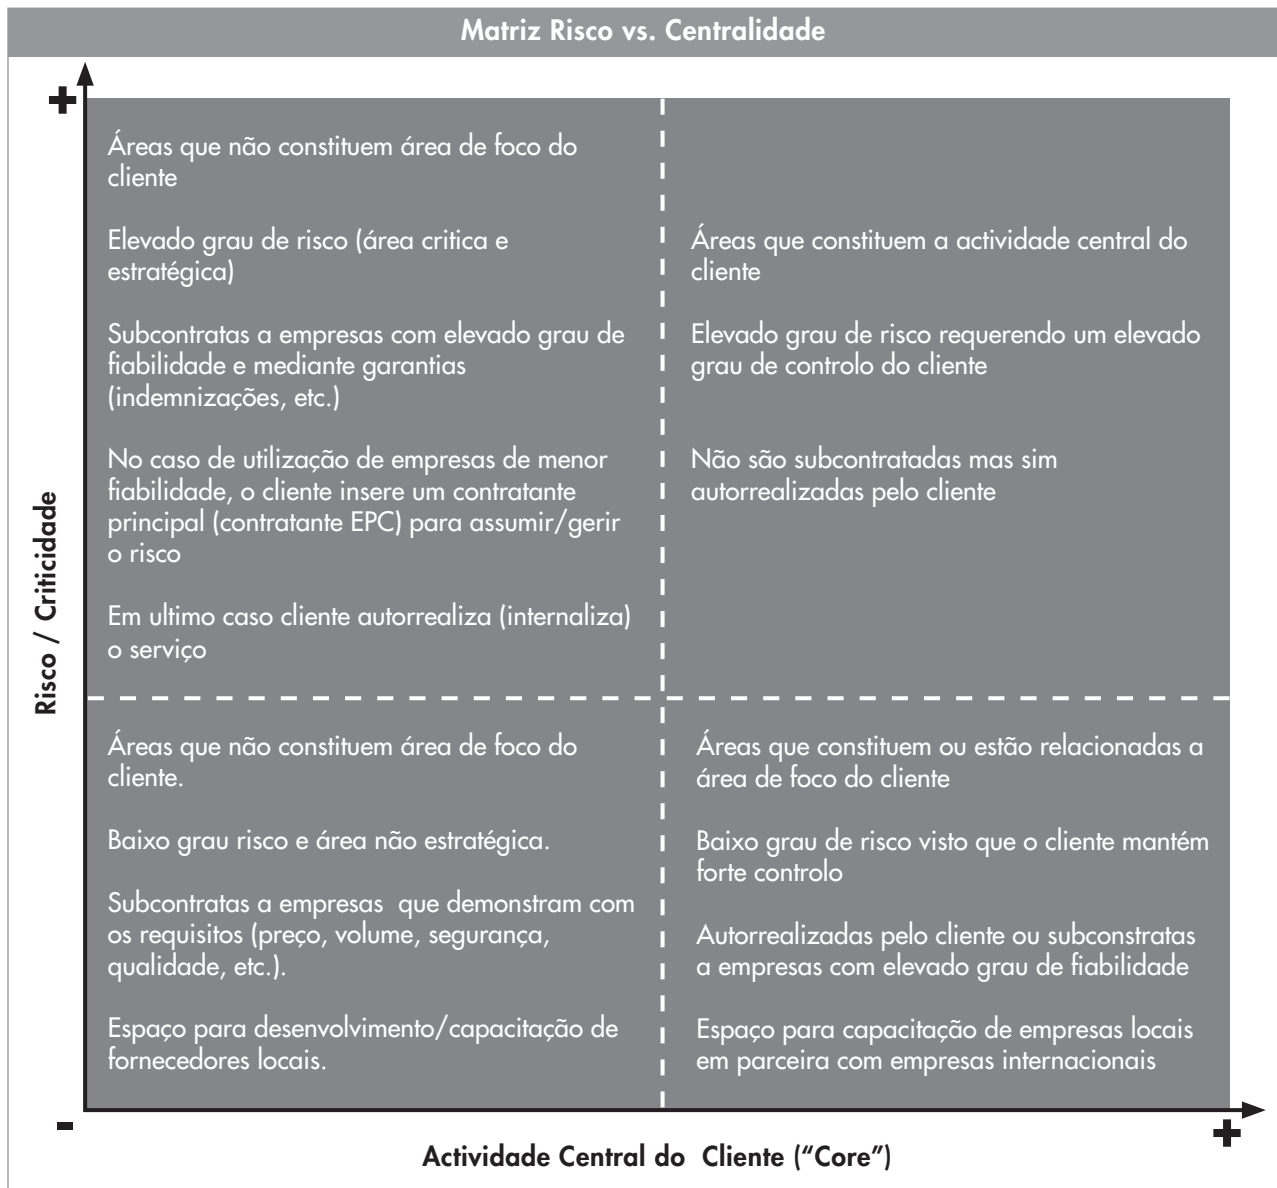 Matriz Risco vs. Centralidade
+
Áreas que não constituem área de foco do
cliente
Elevado grau de risco (área critica e
estratégica)
Subcontratas a empresas com elevado grau de
fiabilidade e mediante garantias
(indemnizações, etc.)
No caso de utilização de empresas de menor
fiabilidade, o cliente insere um contratante
principal (contratante EPC) para assumir/gerir
o risco
Em ultimo caso cliente autorrealiza (internaliza)
o serviço
Áreas que constituem a actividade central do
cliente
Elevado grau de risco requerendo um elevado
grau de controlo do cliente
Não são subcontratadas mas sim
autorrealizadas pelo cliente
Risco / Criticidade
Áreas que não constituem área de foco do
cliente.
Baixo grau risco e área não estratégica.
Subcontratas a empresas  que demonstram com
os requisitos (preço, volume, segurança,
qualidade, etc.).
Espaço para desenvolvimento/capacitação de
fornecedores locais.
Áreas que constituem ou estão relacionadas a
área de foco do cliente
Baixo grau de risco visto que o cliente mantém
forte controlo
Autorrealizadas pelo cliente ou subconstratas
a empresas com elevado grau de fiabilidade
Espaço para capacitação de empresas locais
em parceira com empresas internacionais
-
+
Actividade Central do  Cliente (“Core”)